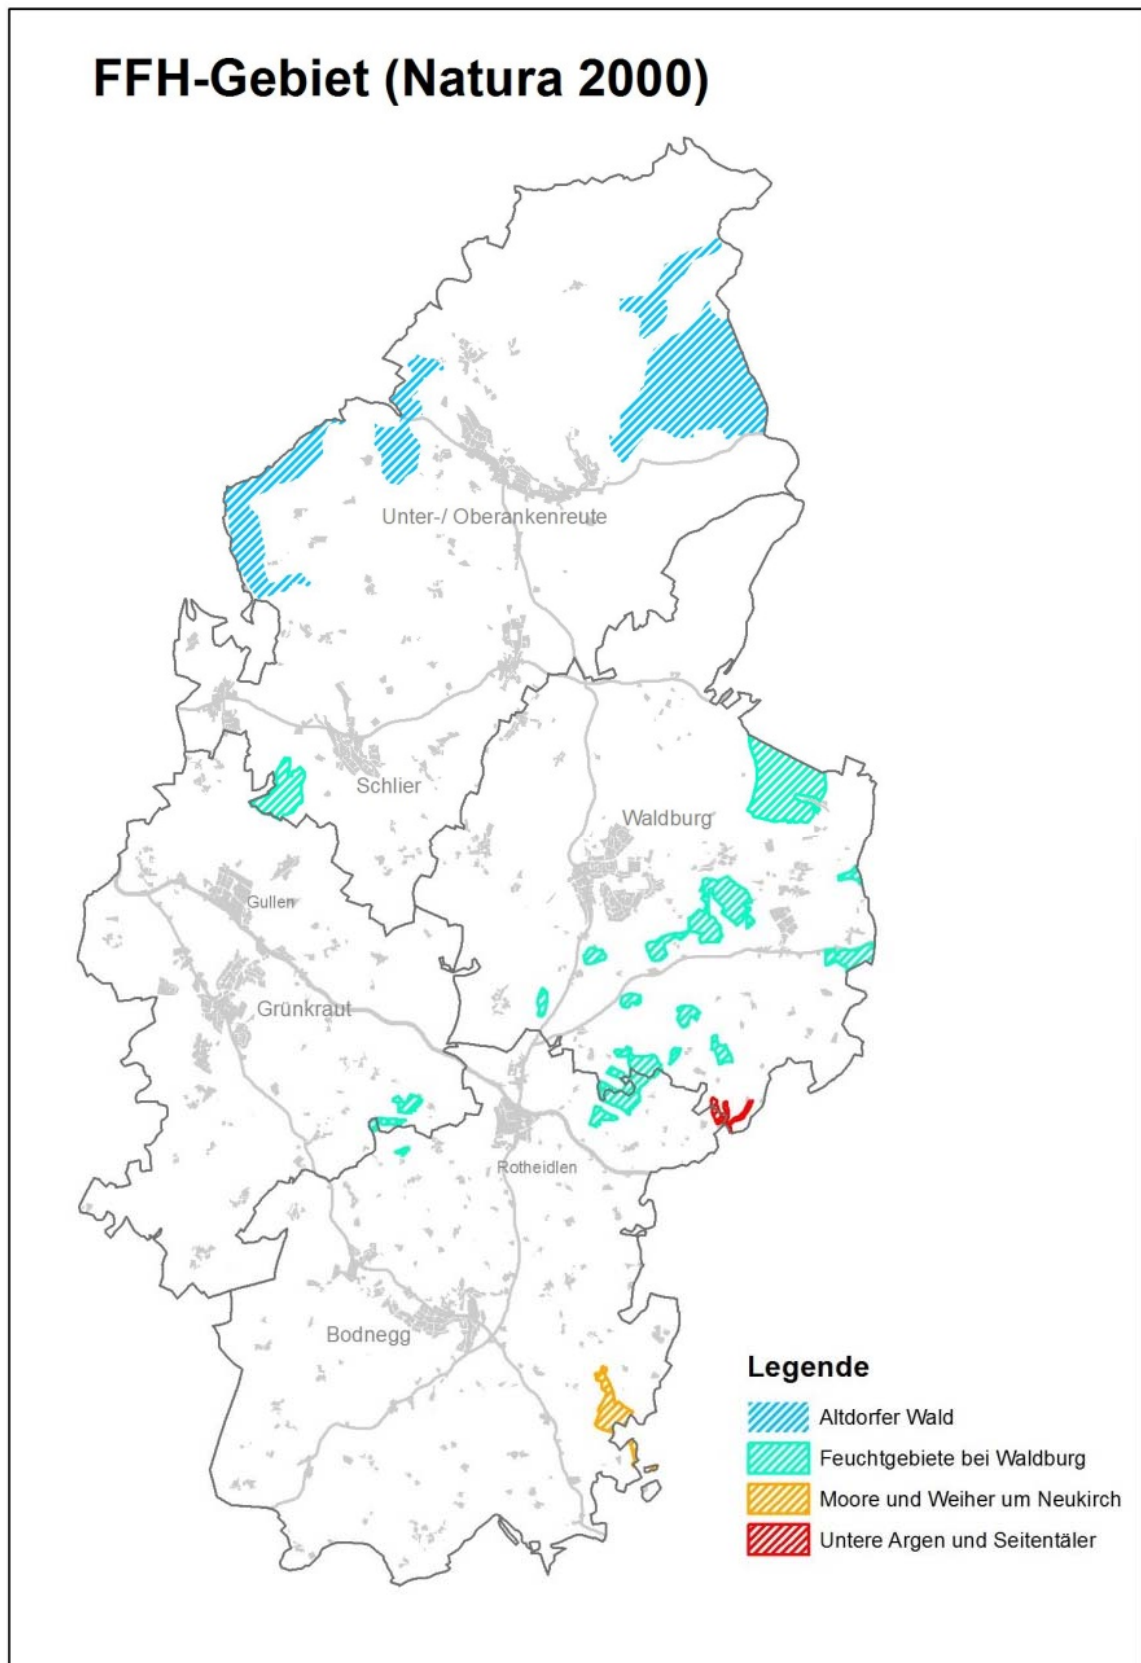 FFH-Gebiet (Natura 2000)
Unter-/ Oberankenreute
Schlier
Waldburg
Gullen
Grünkraut
Rotheidlen
Bodnegg
Legende
Altdorfer Wald
Feuchtgebiete bei Waldburg
Moore und Weiher um Neukirch
Untere Argen und Seitentäler